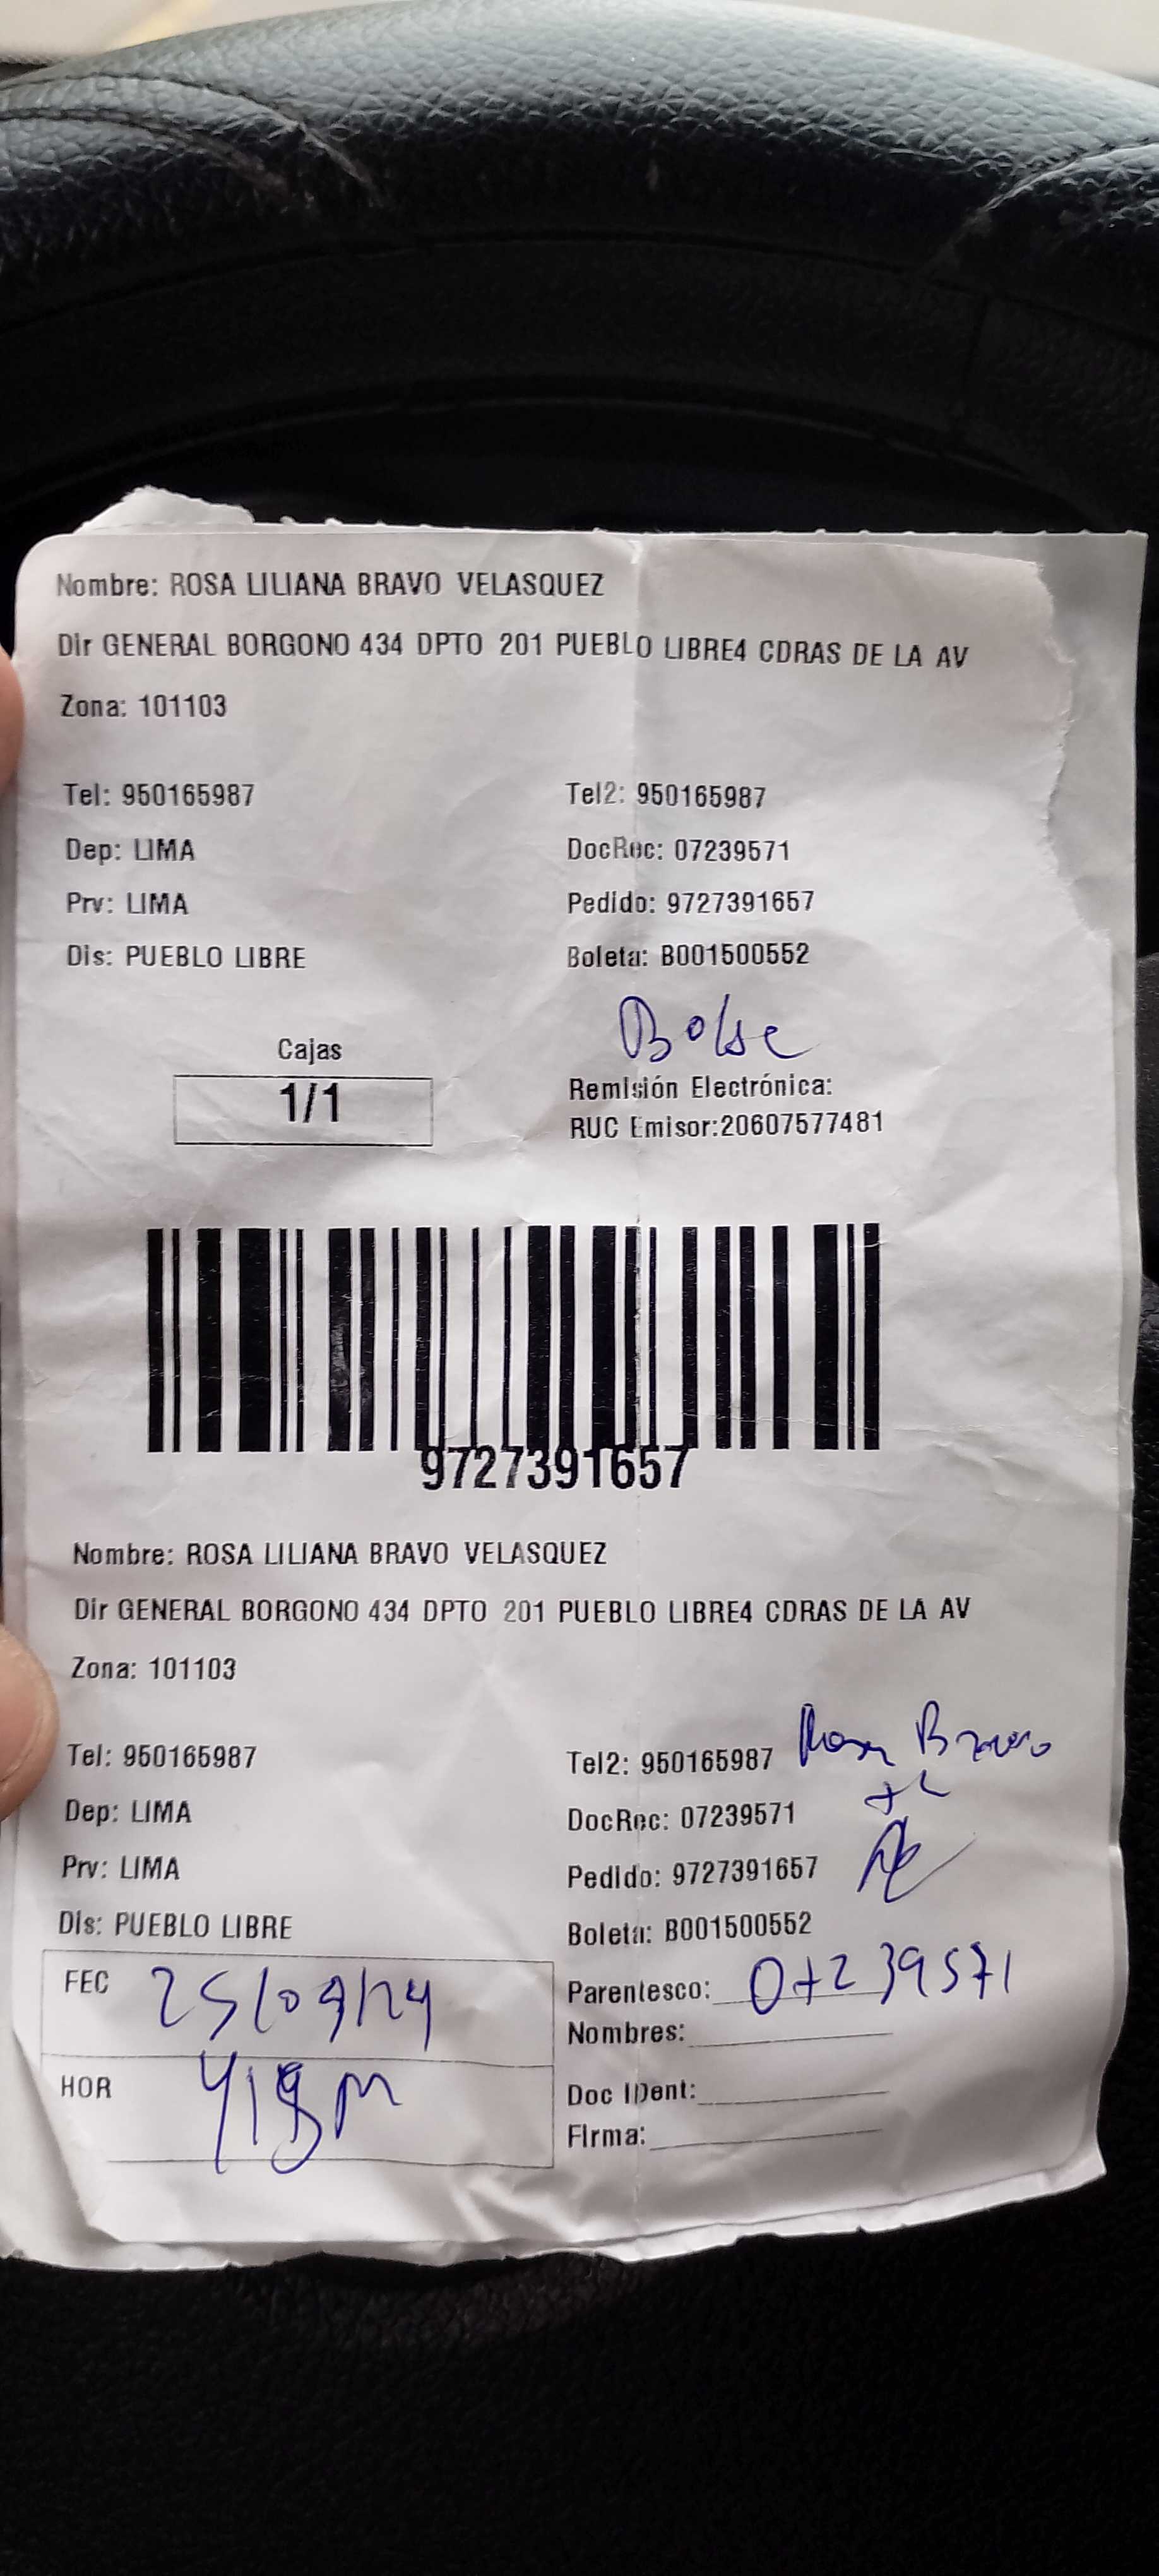 Nombre: ROSA LILIANA BRAVO VELASQUEZ
Dir GENERAL BORGONO 434 DPTO 201 PUEBLO LIBRE4 CDRAS DE LA AV
Zona: 101103
Tel: 950165987 Tel2: 950165987
Dep: LIMA DocRec: 07239571
Prv: LIMA Pedido: 9727391657
Dis: PUEBLO LIBRE Boleta: B001500552
Cajas
1/1
Remisión Electrónica:
RUC Emisor:20607577481
9727391657
Nombre: ROSA LILIANA BRAVO VELASQUEZ
Dir GENERAL BORGONO 434 DPTO 201 PUEBLO LIBRE4 CDRAS DE LA AV
Zona: 101103
Tel: 950165987 Tel2: 950165987 Rosa Bravo
Dep: LIMA DocRec: 07239571
Prv: LIMA Pedido: 9727391657
Dis: PUEBLO LIBRE Boleta: B001500552
FEC 25/09/24 Parentesco: 07239571
Nombres:
HOR Doc IDent:
Firma: